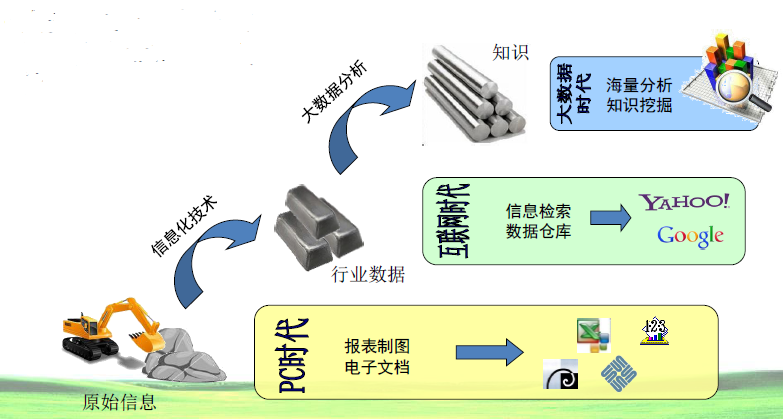 知识
大数据分析
大数据时代
海量分析
知识挖掘
信息化技术
互联网时代
信息检索
数据仓库
YAHOO!
Google
行业数据
PC时代
报表制图
电子文档
123
原始信息